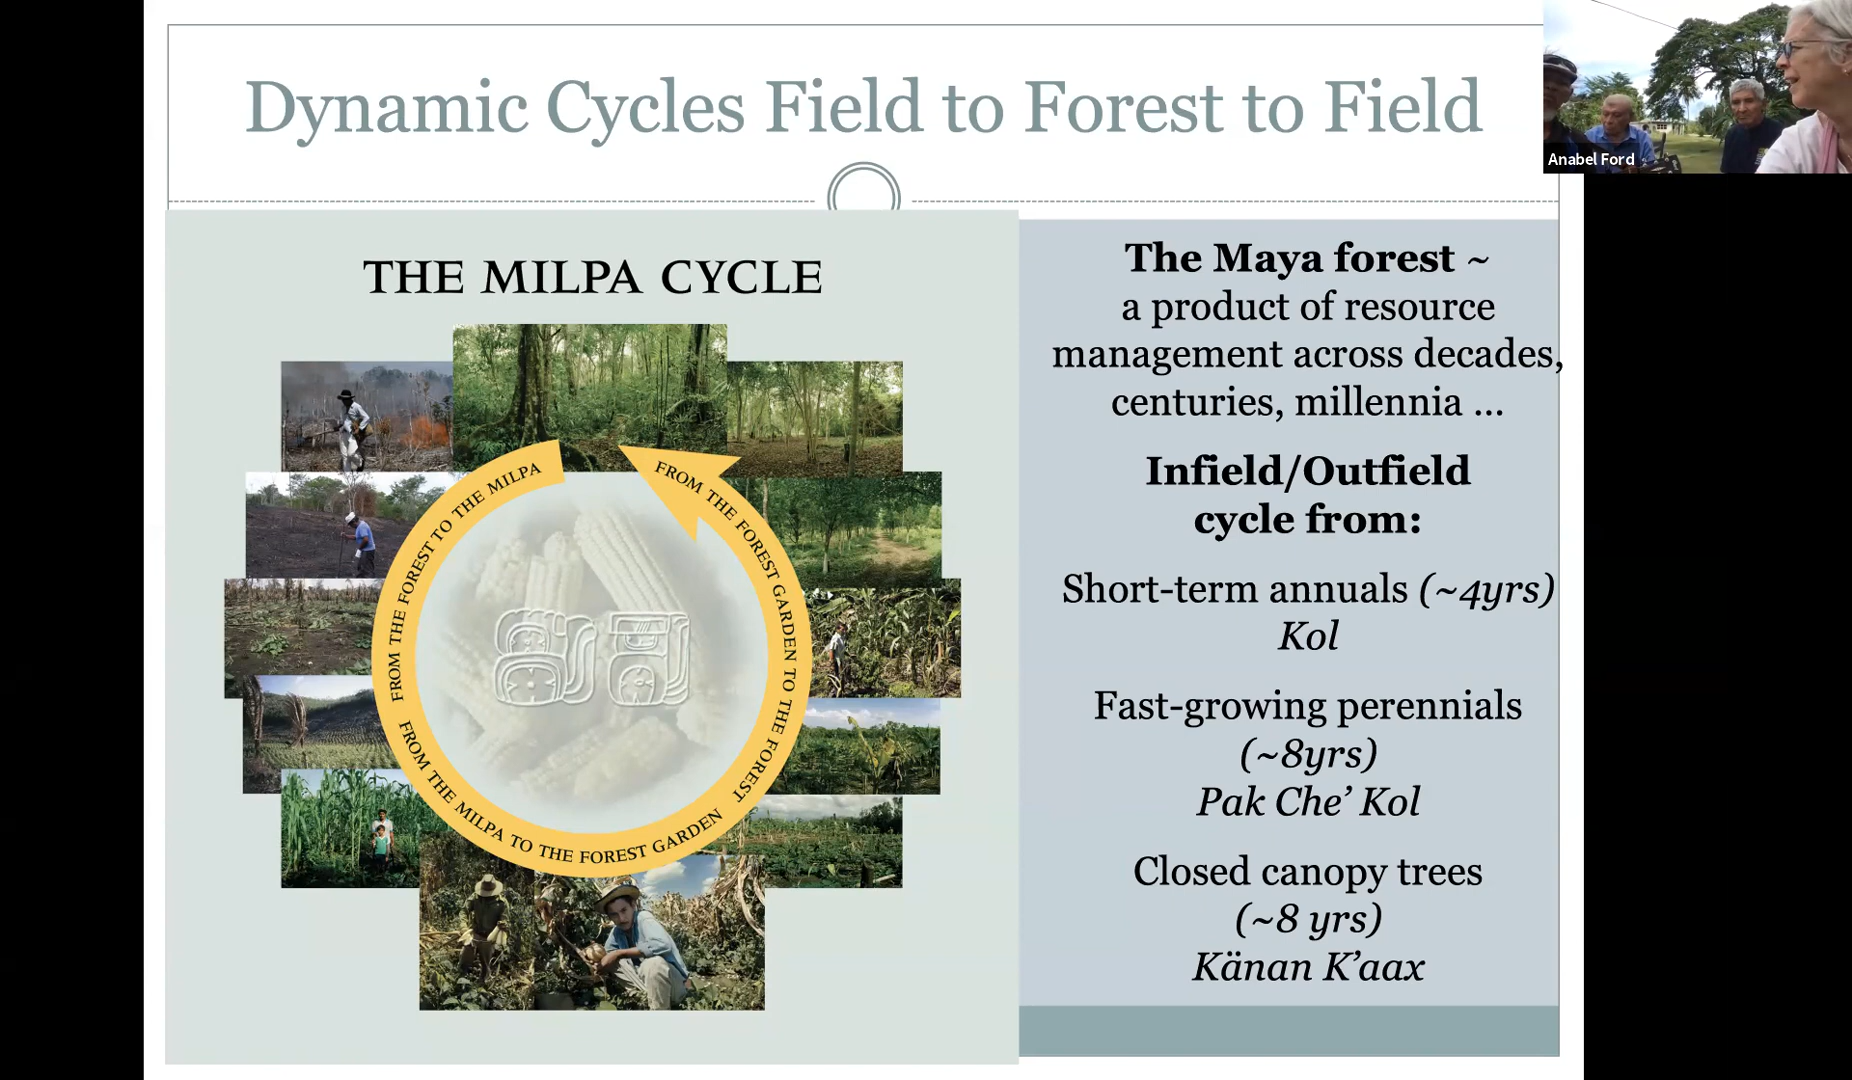 Dynamic Cycles Field to Forest to Field
Anabel Ford
THE MILPA CYCLE
FROM THE FOREST TO THE MILPA
FROM THE MILPA TO THE FOREST GARDEN
FROM THE FOREST GARDEN TO THE FOREST
The Maya forest ~
a product of resource
management across decades,
centuries, millennia ...
Infield/Outfield
cycle from:
Short-term annuals (~4yrs)
Kol
Fast-growing perennials
(~8yrs)
Pak Che’ Kol
Closed canopy trees
(~8 yrs)
Känan K’aax